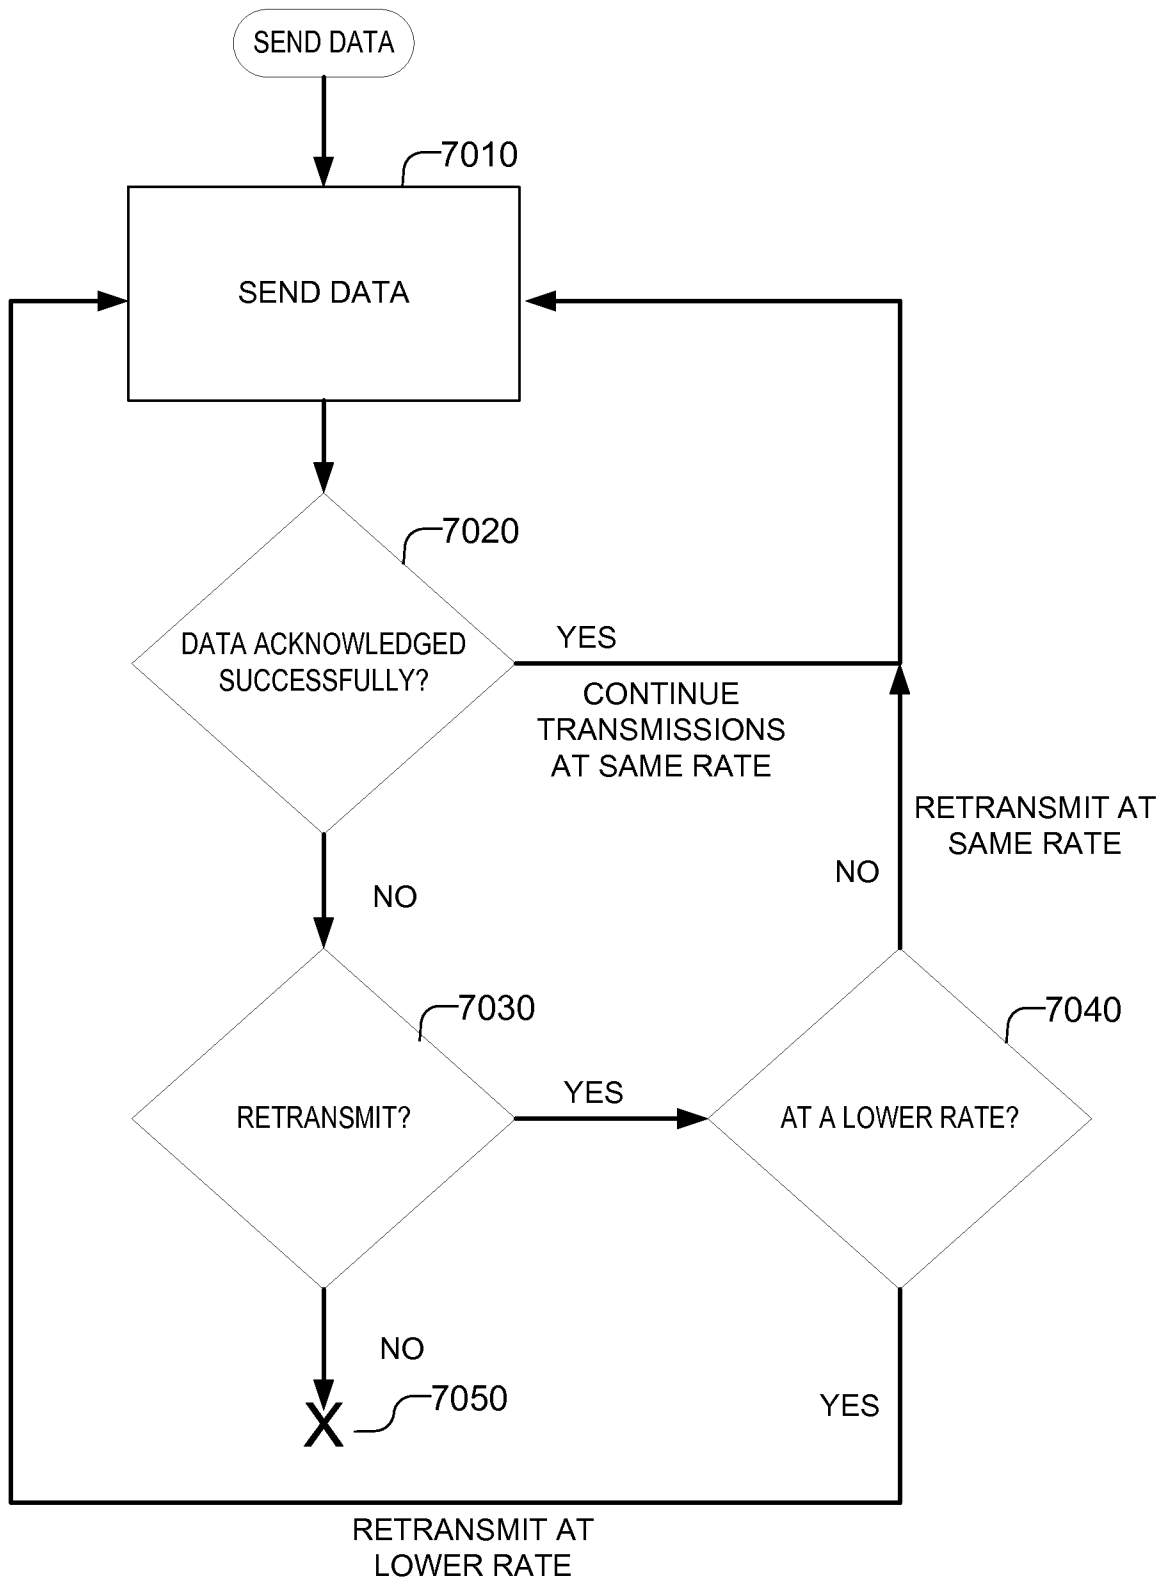 SEND DATA
7010
SEND DATA
7020
DATA ACKNOWLEDGED
SUCCESSFULLY?
YES
CONTINUE
TRANSMISSIONS
AT SAME RATE
RETRANSMIT AT
SAME RATE
NO
NO
7030
7040
RETRANSMIT?
YES
AT A LOWER RATE?
NO
7050
X
YES
RETRANSMIT AT
LOWER RATE